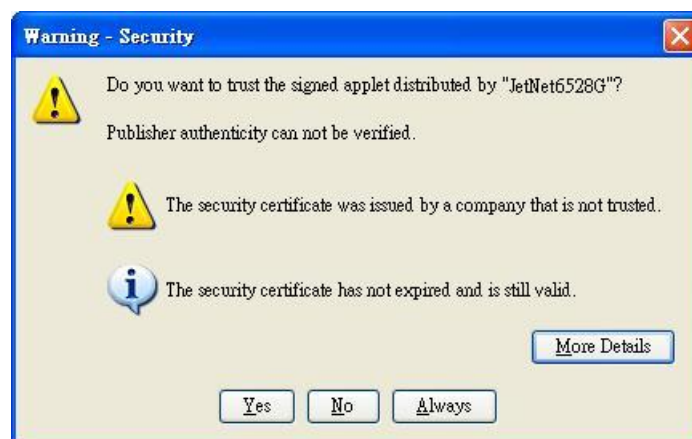 Warning - Security
Do you want to trust the signed applet distributed by "JetNet6528G"?
Publisher authenticity can not be verified.
The security certificate was issued by a company that is not trusted.
The security certificate has not expired and is still valid.
More Details
Yes No Always